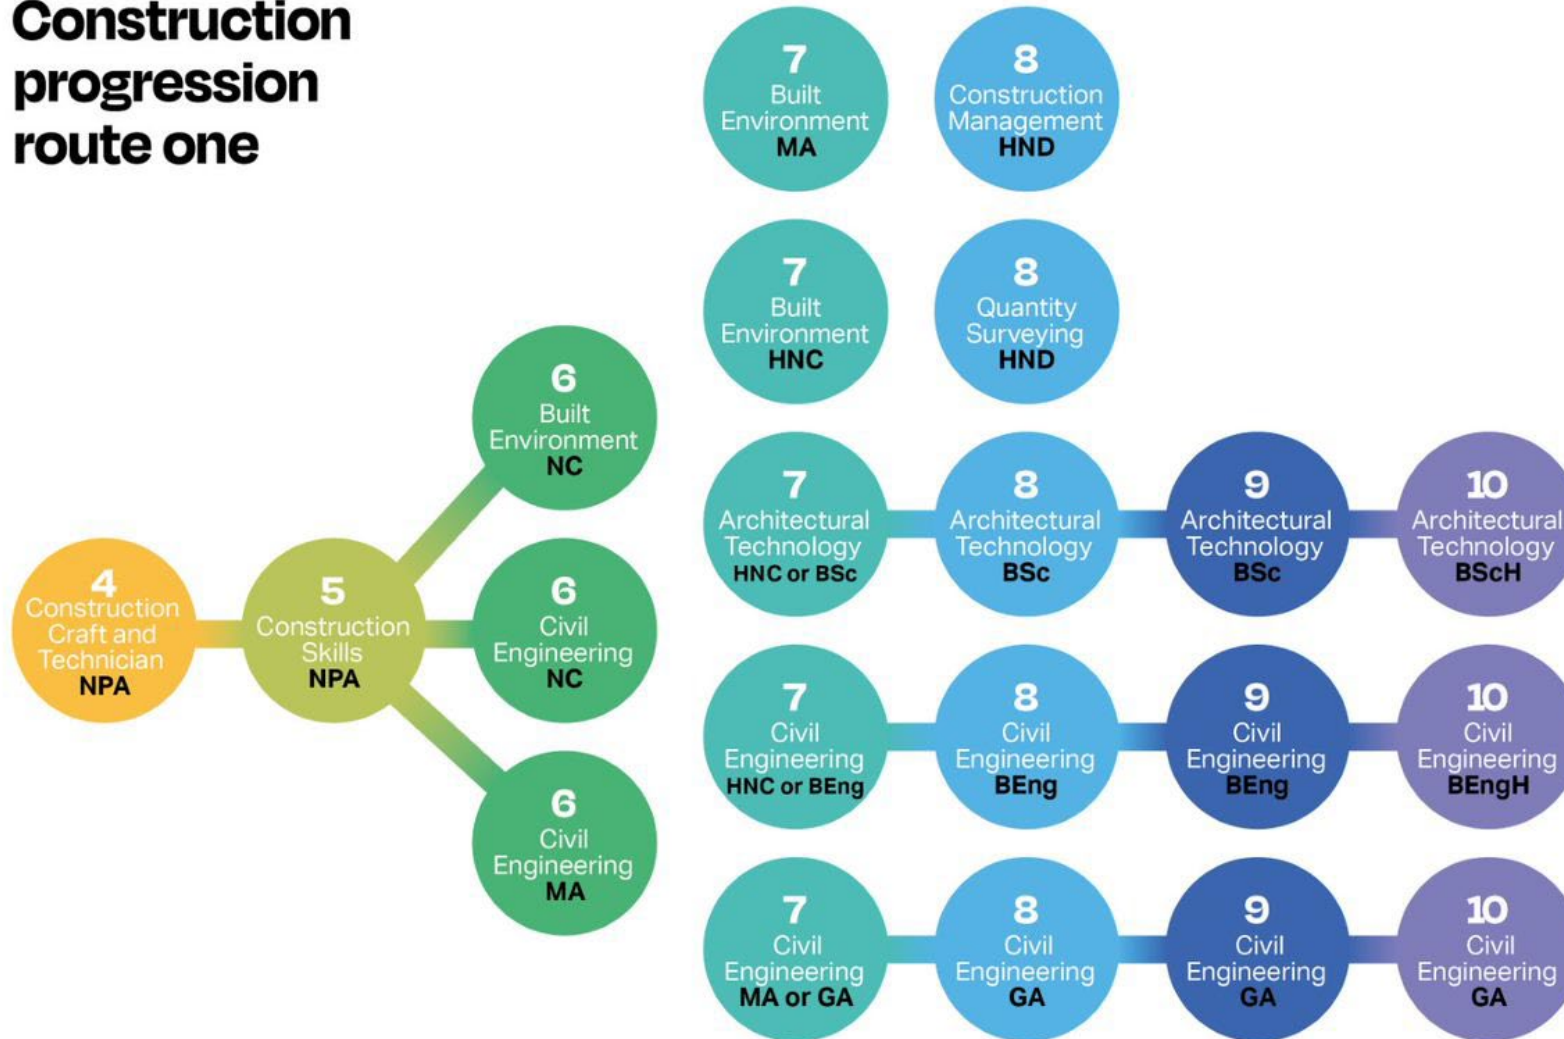 Construction
progression
route one
7
Built
Environment
MA
8
Construction
Management
HND
7
Built
Environment
HNC
8
Quantity
Surveying
HND
6
Built
Environment
NC
7
Architectural
Technology
HNC or BSc
8
Architectural
Technology
BSc
9
Architectural
Technology
BSc
10
Architectural
Technology
BScH
4
Construction
Craft and
Technician
NPA
5
Construction
Skills
NPA
6
Civil
Engineering
NC
7
Civil
Engineering
HNC or BEng
8
Civil
Engineering
BEng
9
Civil
Engineering
BEng
10
Civil
Engineering
BEngH
6
Civil
Engineering
MA
7
Civil
Engineering
MA or GA
8
Civil
Engineering
GA
9
Civil
Engineering
GA
10
Civil
Engineering
GA